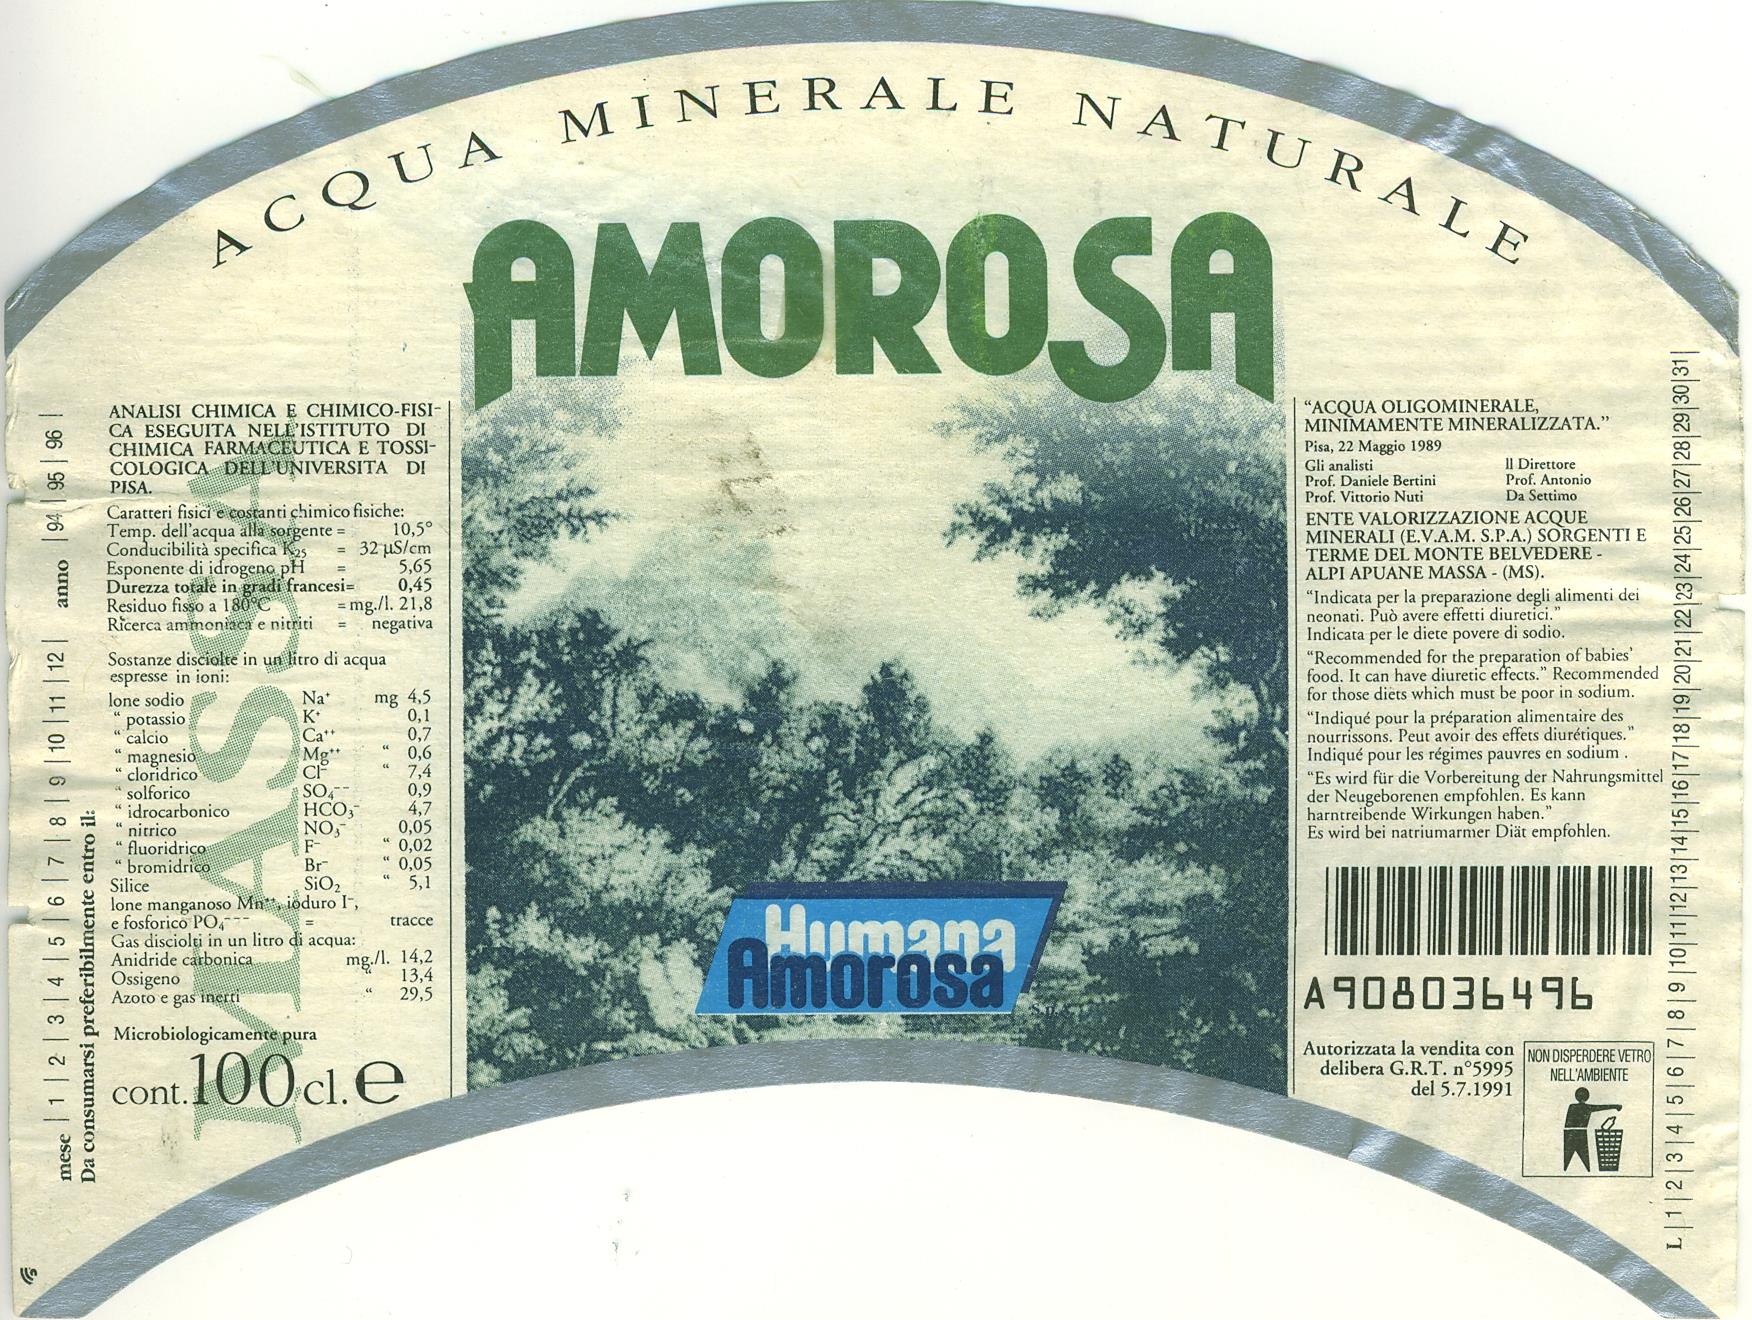 ACQUA MINERALE NATURALE
AMOROSA
mese | 1 | 2 | 3 | 4 | 5 | 6 | 7 | 8 | 9 | 10 | 11 | 12 | anno | 94 | 95 | 96 |
Da consumarsi preferibilmente entro il:
MASSA
ANALISI CHIMICA E CHIMICO-FISI-
CA ESEGUITA NELL'ISTITUTO DI
CHIMICA FARMACEUTICA E TOSSI-
COLOGICA DELL'UNIVERSITA DI
PISA.
Caratteri fisici e costanti chimico fisiche:
Temp. dell'acqua alla sorgente = 10,5°
Conducibilità specifica K25 = 32 µS/cm
Esponente di idrogeno pH = 5,65
Durezza totale in gradi francesi= 0,45
Residuo fisso a 180°C = mg./l. 21,8
Ricerca ammoniaca e nitriti = negativa
Sostanze disciolte in un litro di acqua
espresse in ioni:
Ione sodio Na⁺ mg 4,5
“ potassio K⁺ 0,1
“ calcio Ca⁺⁺ 0,7
“ magnesio Mg⁺⁺ “ 0,6
“ cloridrico Cl⁻ “ 7,4
“ solforico SO₄⁻⁻ 0,9
“ idrocarbonico HCO₃⁻ 4,7
“ nitrico NO₃⁻ 0,05
“ fluoridrico F⁻ “ 0,02
“ bromidrico Br⁻ “ 0,05
Silice SiO₂ “ 5,1
Ione manganoso Mn⁺⁺, ioduro I⁻,
e fosforico PO₄⁻⁻⁻ = tracce
Gas disciolti in un litro di acqua:
Anidride carbonica mg./l. 14,2
Ossigeno “ 13,4
Azoto e gas inerti “ 29,5
Microbiologicamente pura
cont. 100 cl. e
Humana
Amorosa
S.p.A.
“ACQUA OLIGOMINERALE,
MINIMAMENTE MINERALIZZATA.”
Pisa, 22 Maggio 1989
Gli analisti Il Direttore
Prof. Daniele Bertini Prof. Antonio
Prof. Vittorio Nuti Da Settimo
ENTE VALORIZZAZIONE ACQUE
MINERALI (E.V.A.M. S.P.A.) SORGENTI E
TERME DEL MONTE BELVEDERE -
ALPI APUANE MASSA - (MS).
“Indicata per la preparazione degli alimenti dei
neonati. Può avere effetti diuretici.”
Indicata per le diete povere di sodio.
“Recommended for the preparation of babies'
food. It can have diuretic effects.” Recommended
for those diets which must be poor in sodium.
“Indiqué pour la préparation alimentaire des
nourrissons. Peut avoir des effets diurétiques.”
Indiqué pour les régimes pauvres en sodium .
“Es wird für die Vorbereitung der Nahrungsmittel
der Neugeborenen empfohlen. Es kann
harntreibende Wirkungen haben.”
Es wird bei natriumarmer Diät empfohlen.
A908036496
Autorizzata la vendita con
delibera G.R.T. n°5995
del 5.7.1991
NON DISPERDERE VETRO
NELL'AMBIENTE
L | 1 | 2 | 3 | 4 | 5 | 6 | 7 | 8 | 9 | 10 | 11 | 12 | 13 | 14 | 15 | 16 | 17 | 18 | 19 | 20 | 21 | 22 | 23 | 24 | 25 | 26 | 27 | 28 | 29 | 30 | 31 |